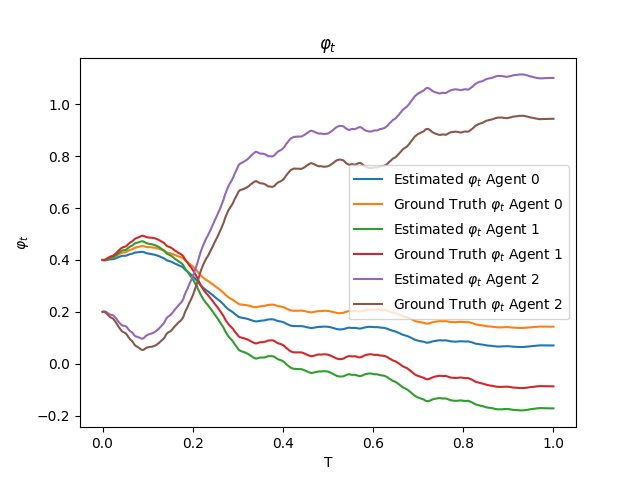 φt
1.0
0.8
0.6
0.4
0.2
0.0
−0.2
φt
Estimated φt Agent 0
Ground Truth φt Agent 0
Estimated φt Agent 1
Ground Truth φt Agent 1
Estimated φt Agent 2
Ground Truth φt Agent 2
0.0 0.2 0.4 0.6 0.8 1.0
T